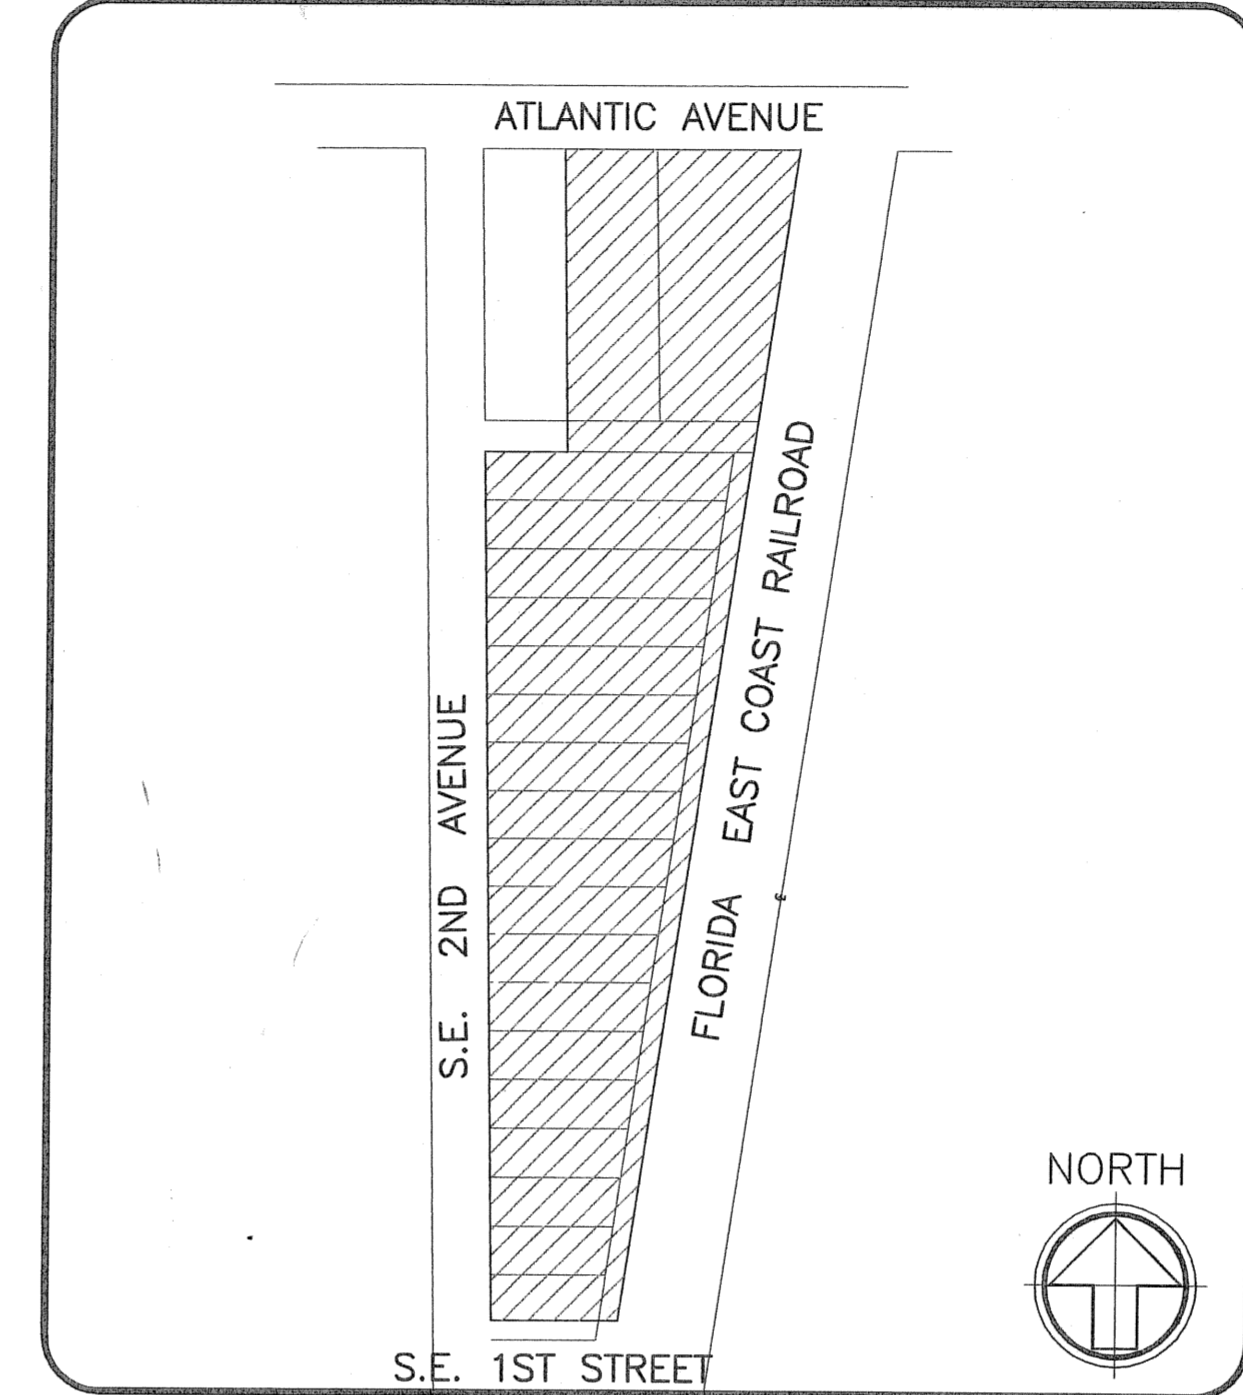 ATLANTIC AVENUE
FLORIDA EAST COAST RAILROAD
S.E. 2ND AVENUE
NORTH
S.E. 1ST STREET